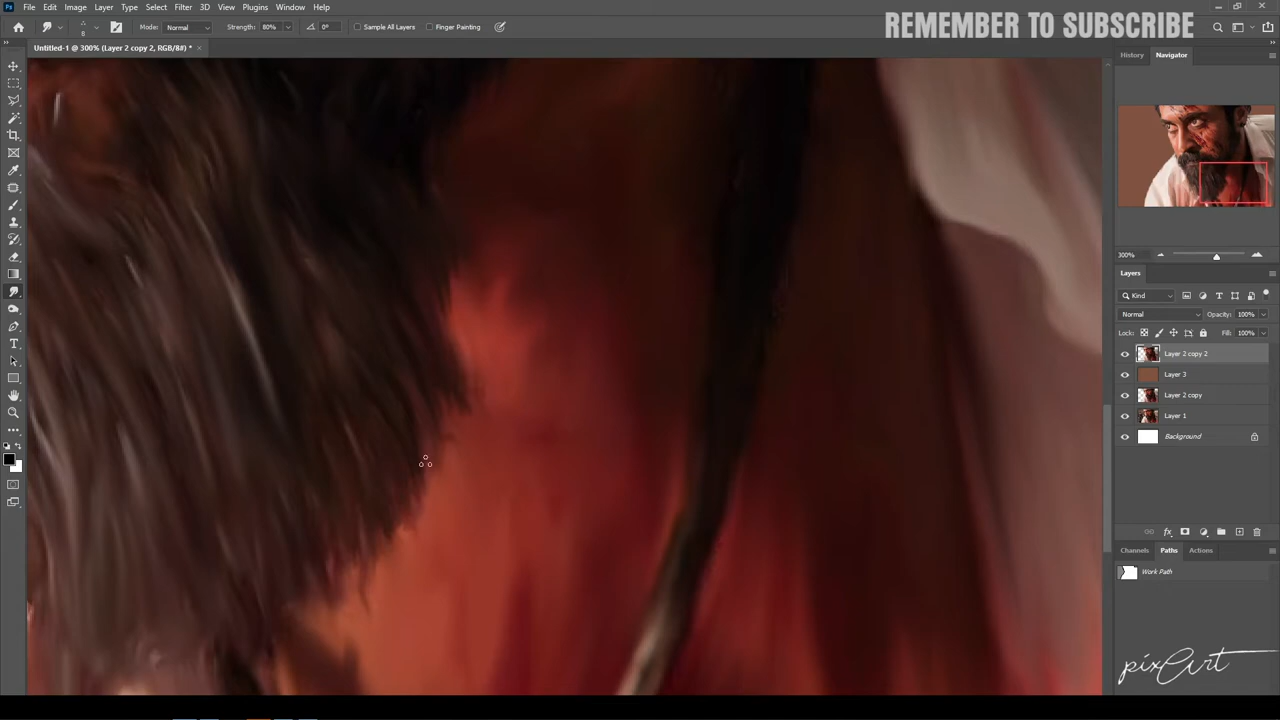 File Edit Image Layer Type Select Filter 3D View Plugins Window Help
REMEMBER TO SUBSCRIBE
8 Mode: Normal Strength: 80% 0° Sample All Layers Finger Painting
Untitled-1 @ 300% (Layer 2 copy 2, RGB/8#) * ×
History Navigator
300%
Layers
Kind
Normal Opacity: 100%
Lock: Fill: 100%
Layer 2 copy 2
Layer 3
Layer 2 copy
Layer 1
Background
Channels Paths Actions
Work Path
pixArt